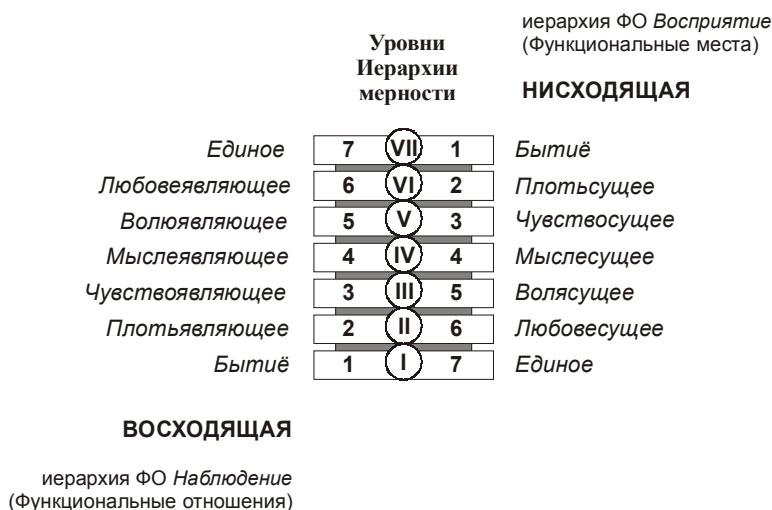 иерархия ФО Восприятие
(Функциональные места)
Уровни
Иерархии
мерности
НИСХОДЯЩАЯ
Единое 7 VII 1 Бытиё
Любовеявляющее 6 VI 2 Плотьсущее
Волюявляющее 5 V 3 Чувствосущее
Мыслеявляющее 4 IV 4 Мыслесущее
Чувствоявляющее 3 III 5 Волясущее
Плотьявляющее 2 II 6 Любовесущее
Бытиё 1 I 7 Единое
ВОСХОДЯЩАЯ
иерархия ФО Наблюдение
(Функциональные отношения)